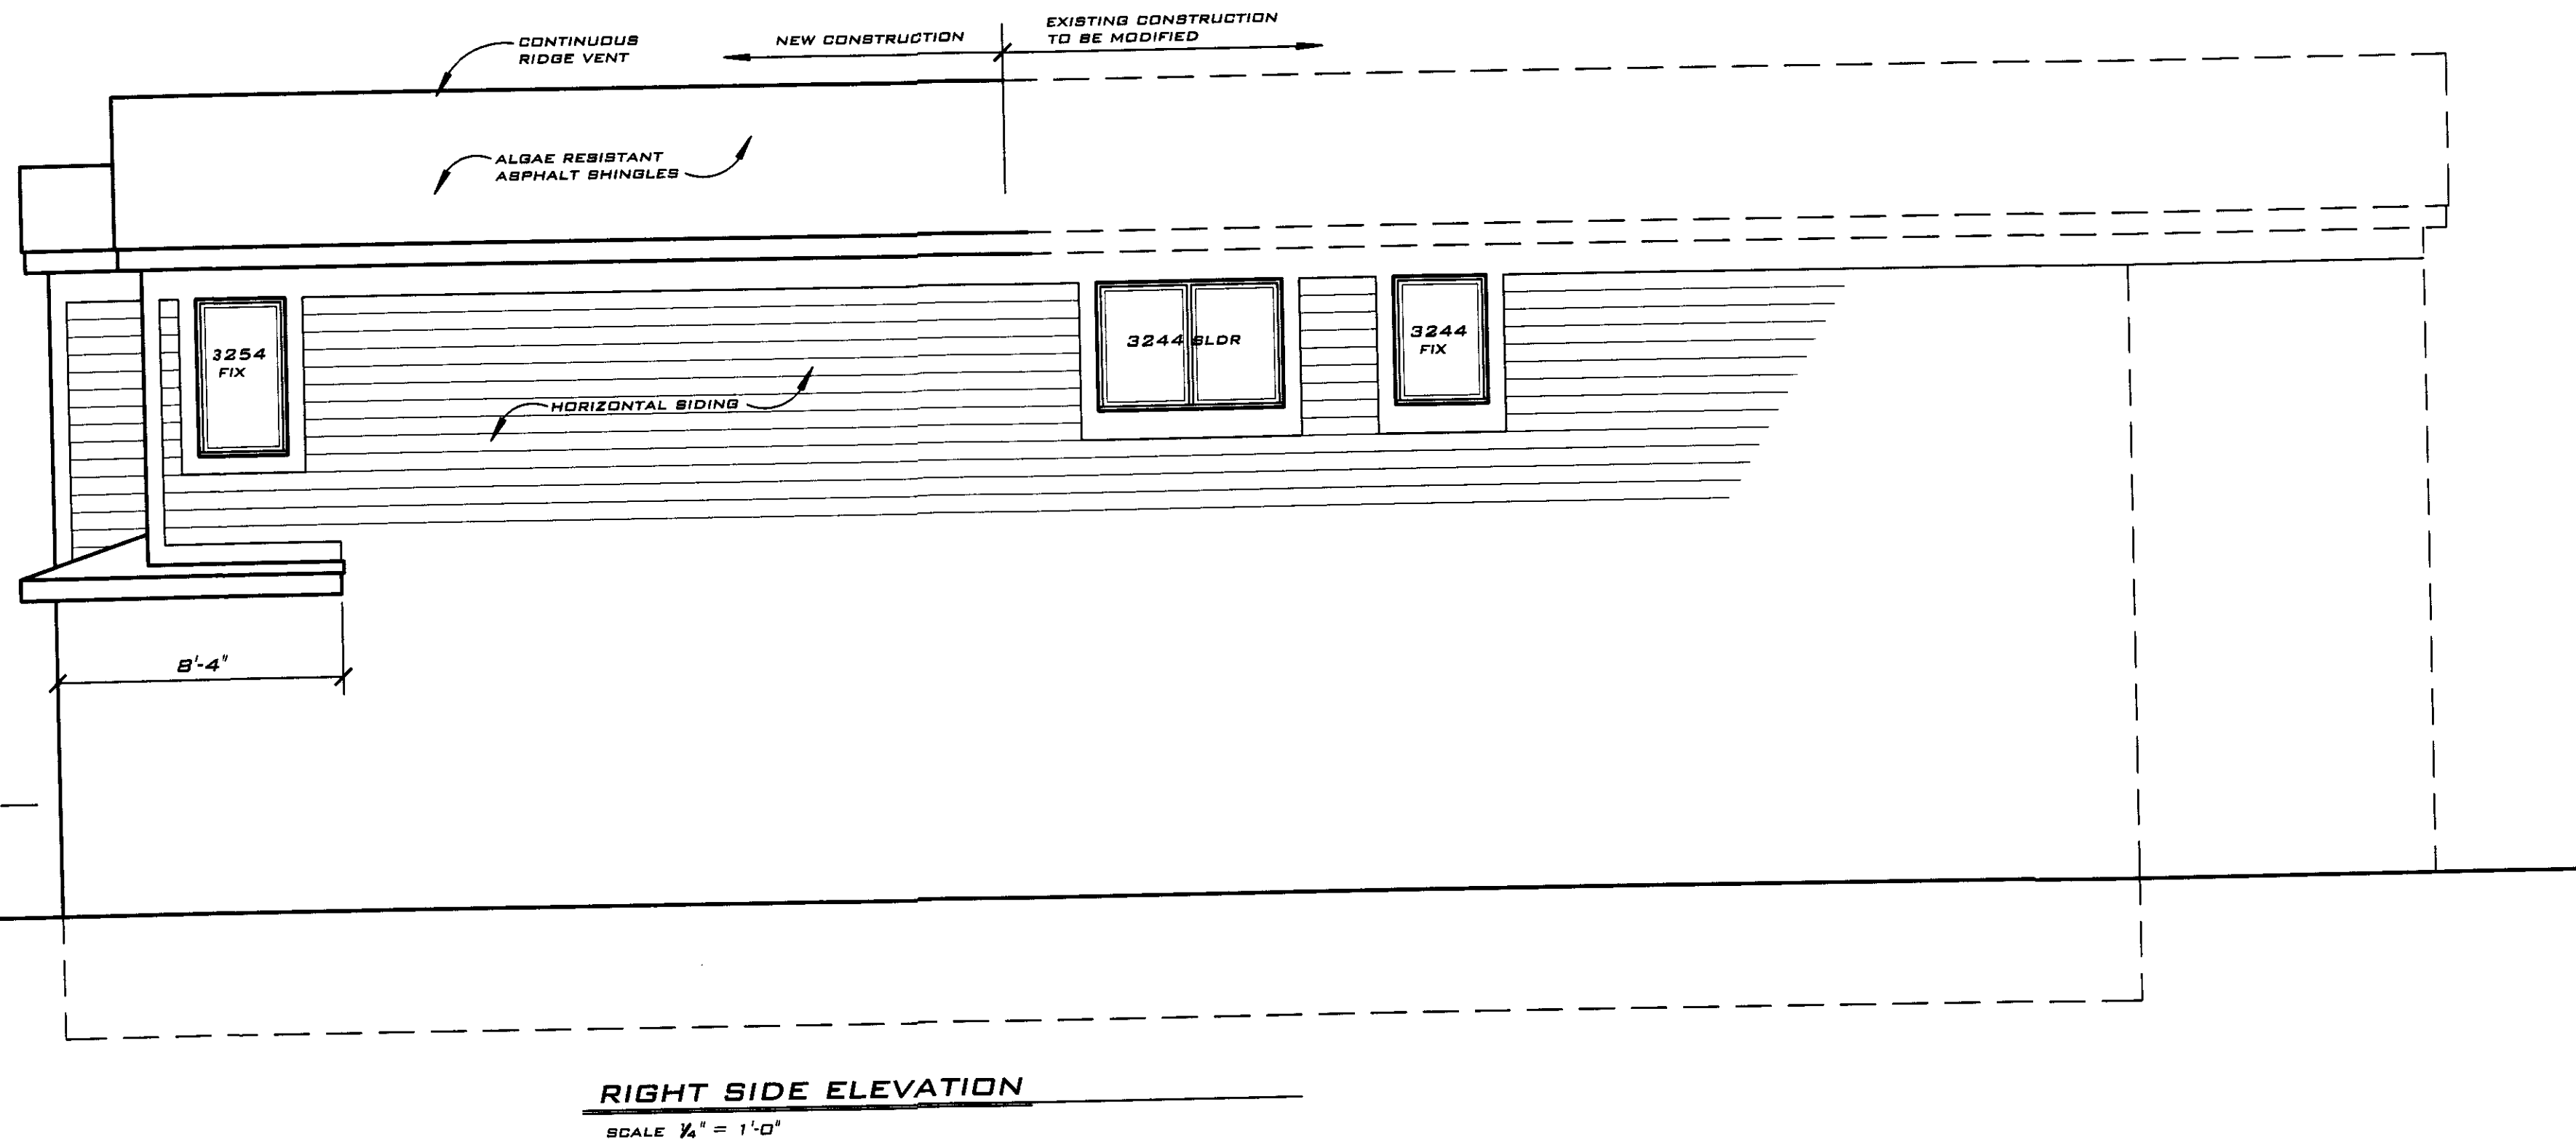 CONTINUOUS
RIDGE VENT
NEW CONSTRUCTION
EXISTING CONSTRUCTION
TO BE MODIFIED
ALGAE RESISTANT
ASPHALT SHINGLES
3254
FIX
HORIZONTAL SIDING
3244 SLDR
3244
FIX
8'-4"
RIGHT SIDE ELEVATION
SCALE 1/4" = 1'-0"